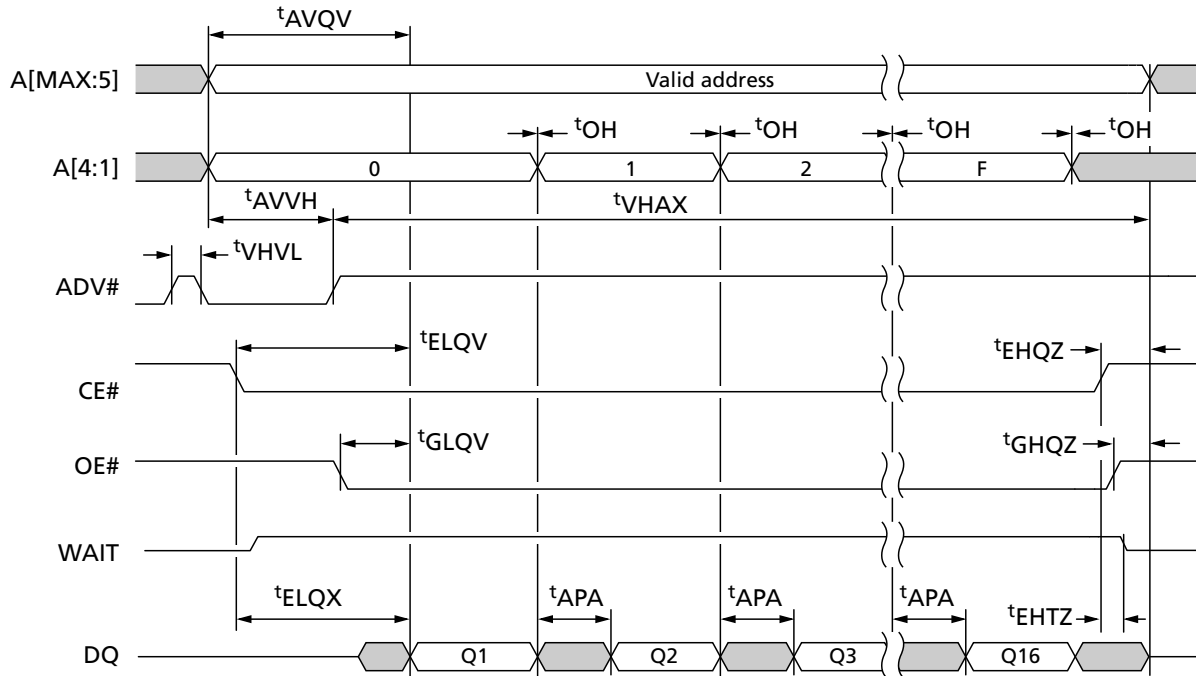 tAVQV
A[MAX:5] Valid address
tOH tOH tOH tOH
A[4:1] 0 1 2 F
tAVVH tVHAX
tVHVL
ADV#
tELQV tEHQZ
CE#
tGLQV tGHQZ
OE#
WAIT
tELQX tAPA tAPA tAPA tEHTZ
DQ Q1 Q2 Q3 Q16